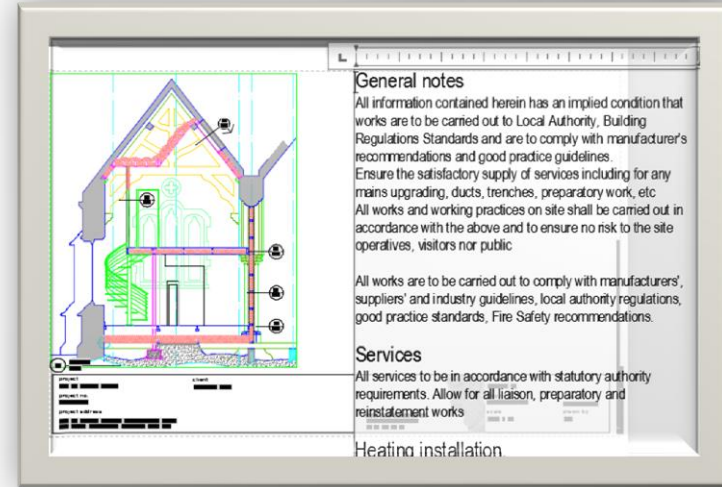 General notes
All information contained herein has an implied condition that
works are to be carried out to Local Authority, Building
Regulations Standards and are to comply with manufacturer's
recommendations and good practice guidelines.
Ensure the satisfactory supply of services including for any
mains upgrading, ducts, trenches, preparatory work, etc
All works and working practices on site shall be carried out in
accordance with the above and to ensure no risk to the site
operatives, visitors nor public
All works are to be carried out to comply with manufacturers',
suppliers' and industry guidelines, local authority regulations,
good practice standards, Fire Safety recommendations.
Services
All services to be in accordance with statutory authority
requirements. Allow for all liaison, preparatory and
reinstatement works
Heating installation
project
client
project no.
project address